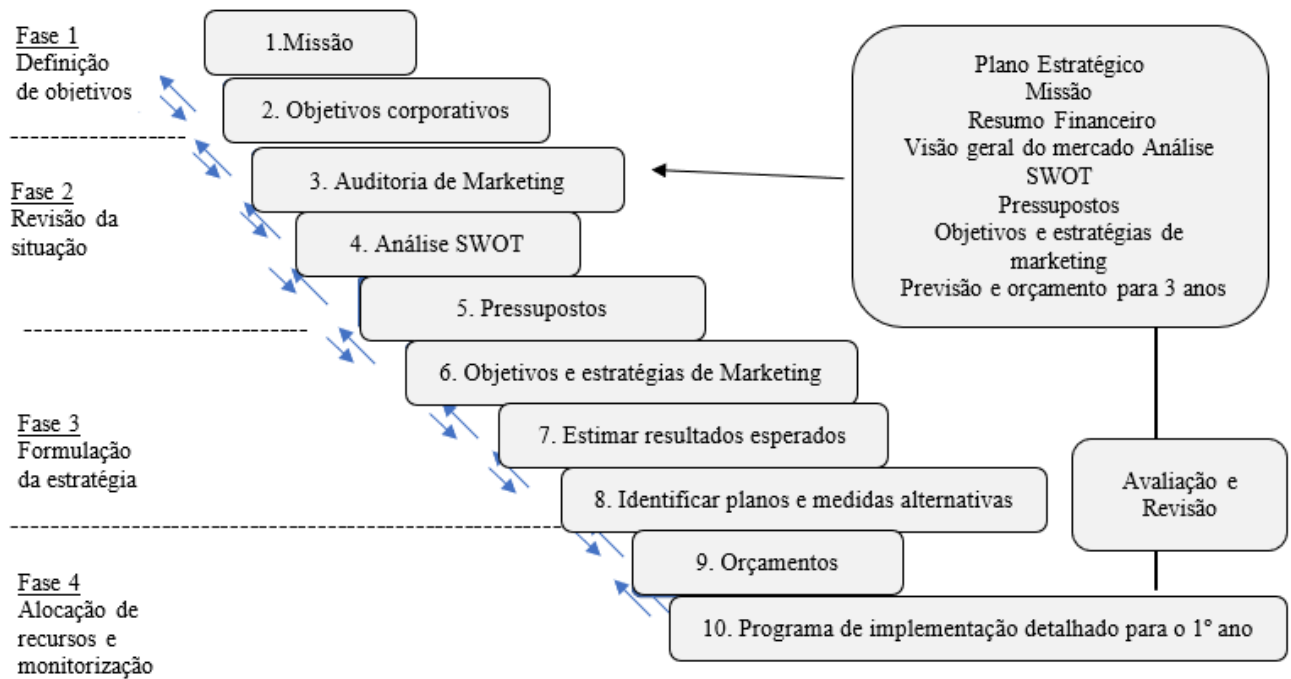 Fase 1
Definição
de objetivos
1.Missão
2. Objetivos corporativos
Fase 2
Revisão da
situação
3. Auditoria de Marketing
4. Análise SWOT
5. Pressupostos
Fase 3
Formulação
da estratégia
6. Objetivos e estratégias de Marketing
7. Estimar resultados esperados
8. Identificar planos e medidas alternativas
Fase 4
Alocação de
recursos e
monitorização
9. Orçamentos
10. Programa de implementação detalhado para o 1º ano
Plano Estratégico
Missão
Resumo Financeiro
Visão geral do mercado Análise
SWOT
Pressupostos
Objetivos e estratégias de
marketing
Previsão e orçamento para 3 anos
Avaliação e
Revisão